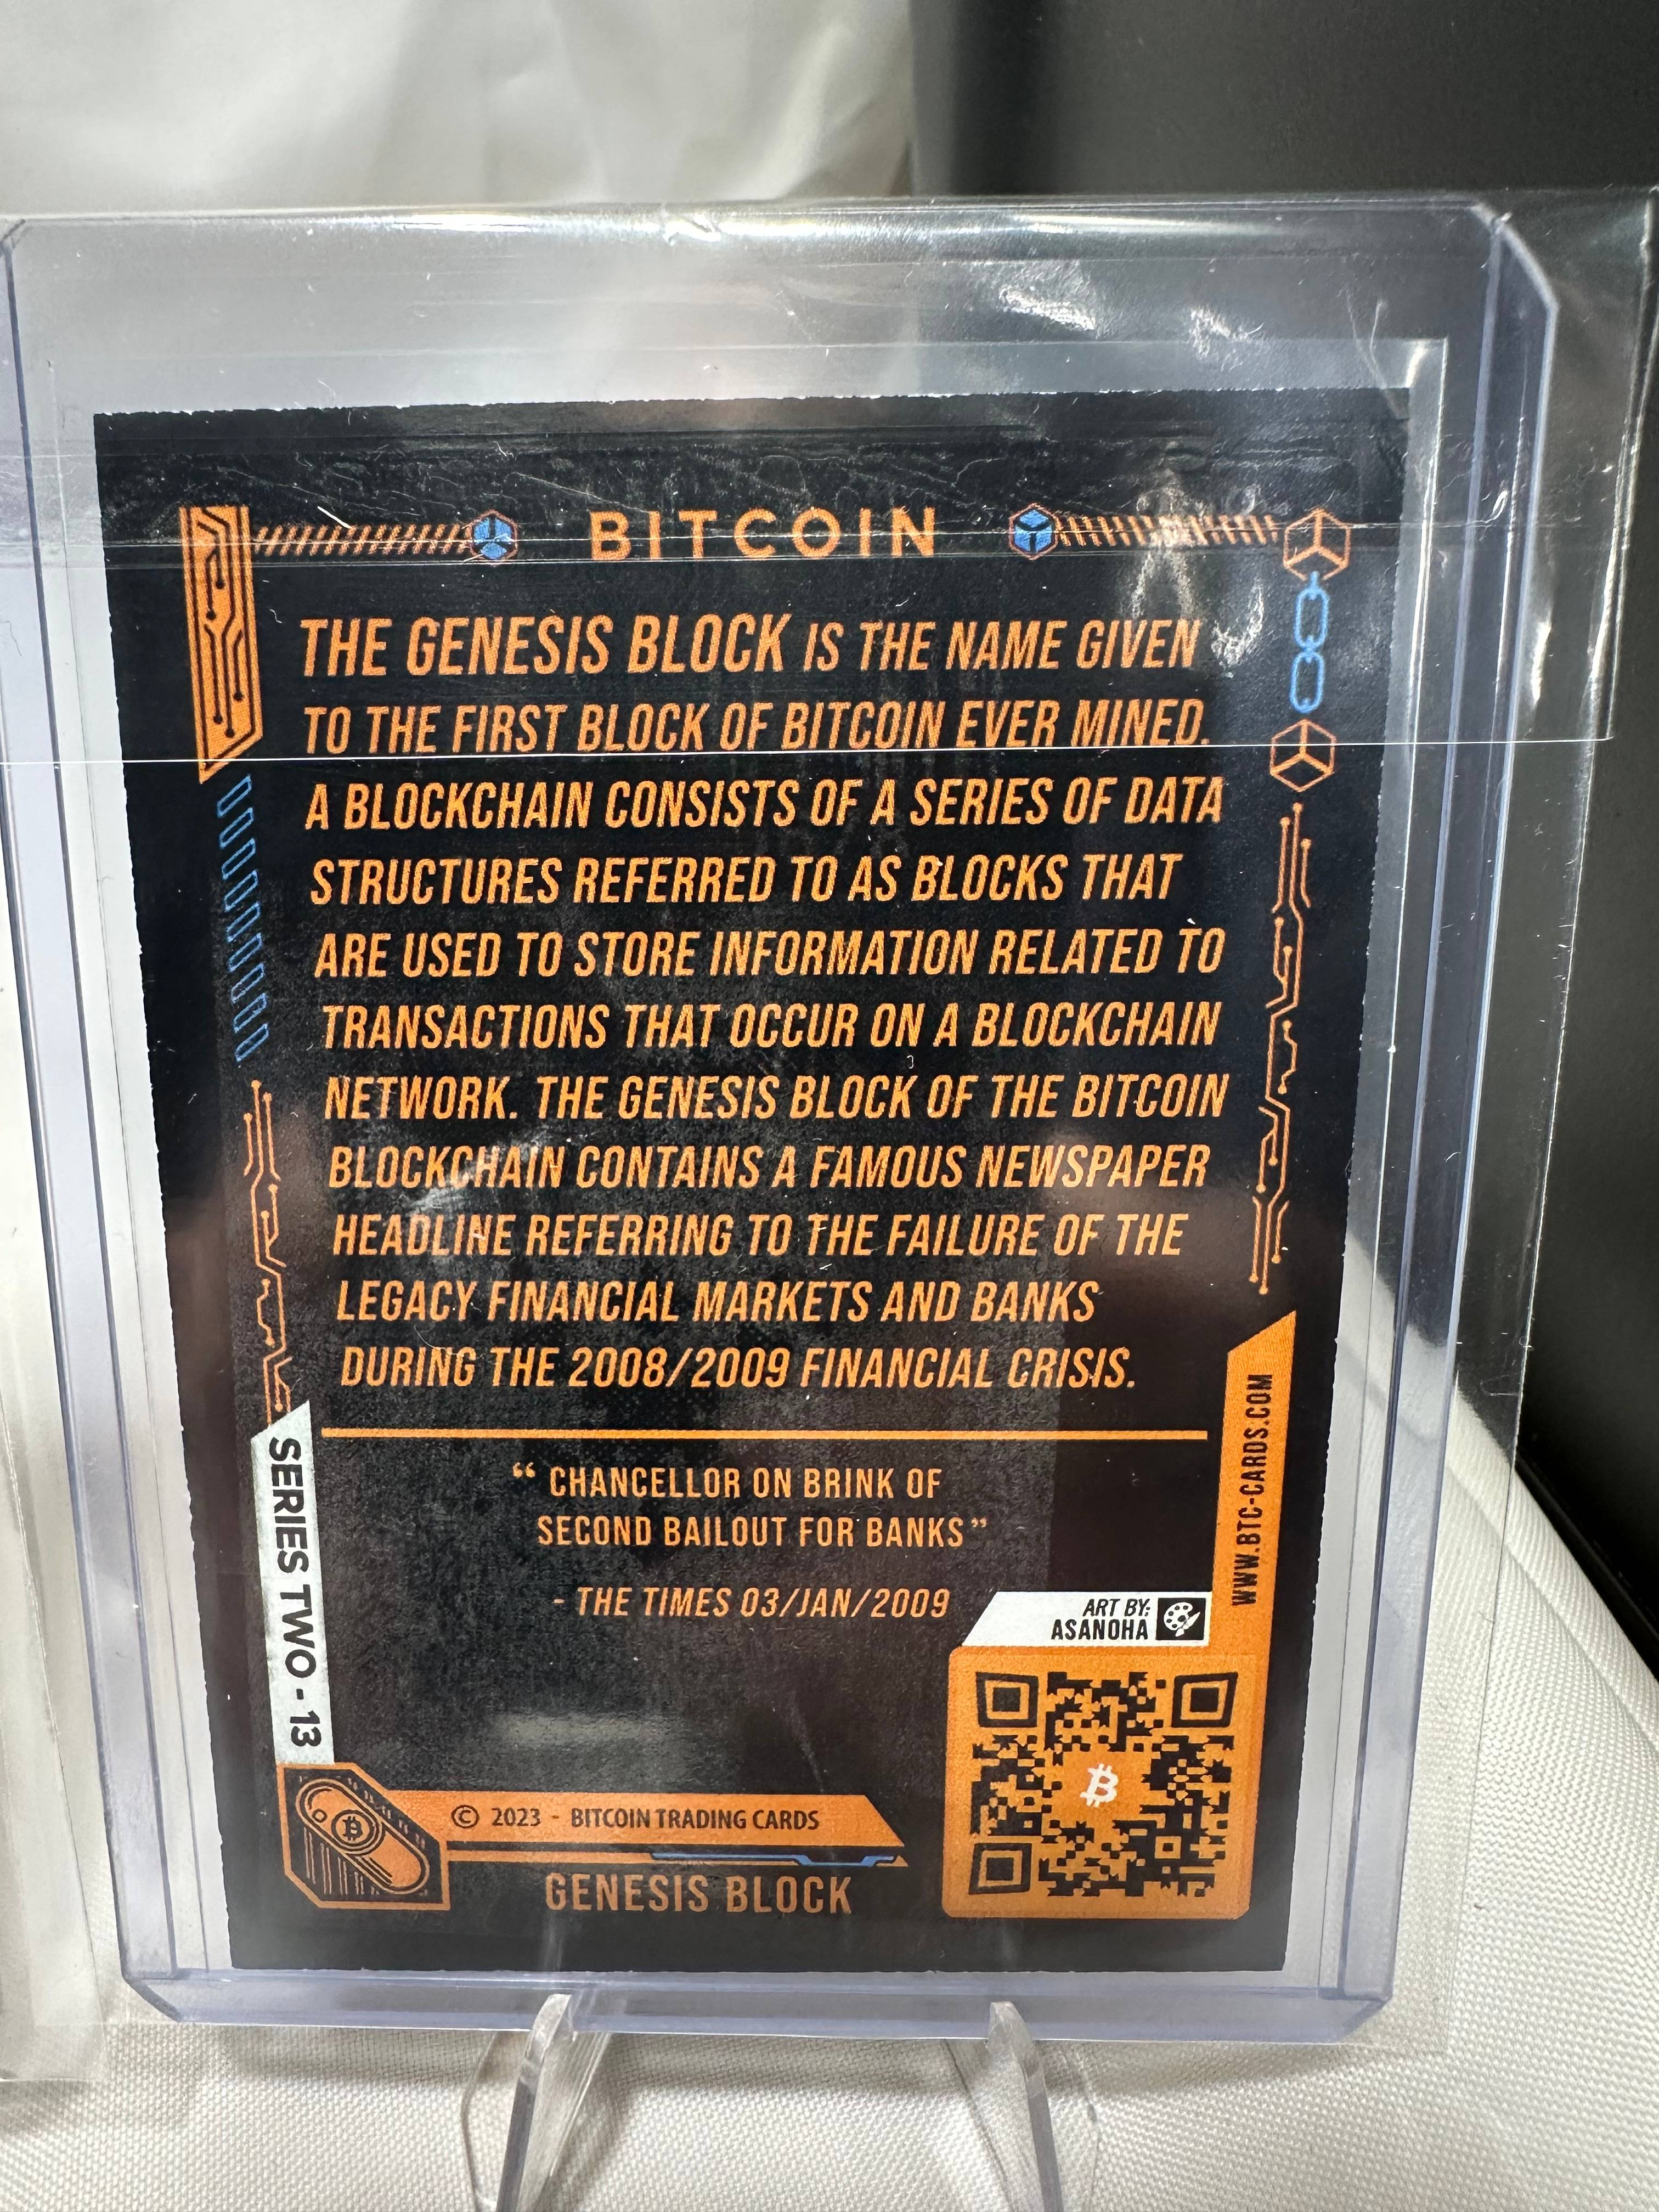 BITCOIN
THE GENESIS BLOCK IS THE NAME GIVEN
TO THE FIRST BLOCK OF BITCOIN EVER MINED.
A BLOCKCHAIN CONSISTS OF A SERIES OF DATA
STRUCTURES REFERRED TO AS BLOCKS THAT
ARE USED TO STORE INFORMATION RELATED TO
TRANSACTIONS THAT OCCUR ON A BLOCKCHAIN
NETWORK. THE GENESIS BLOCK OF THE BITCOIN
BLOCKCHAIN CONTAINS A FAMOUS NEWSPAPER
HEADLINE REFERRING TO THE FAILURE OF THE
LEGACY FINANCIAL MARKETS AND BANKS
DURING THE 2008/2009 FINANCIAL CRISIS.
“ CHANCELLOR ON BRINK OF
SECOND BAILOUT FOR BANKS”
- THE TIMES 03/JAN/2009
SERIES TWO - 13
WWW.BTC-CARDS.COM
ART BY:
ASANOHA
© 2023 - BITCOIN TRADING CARDS
GENESIS BLOCK